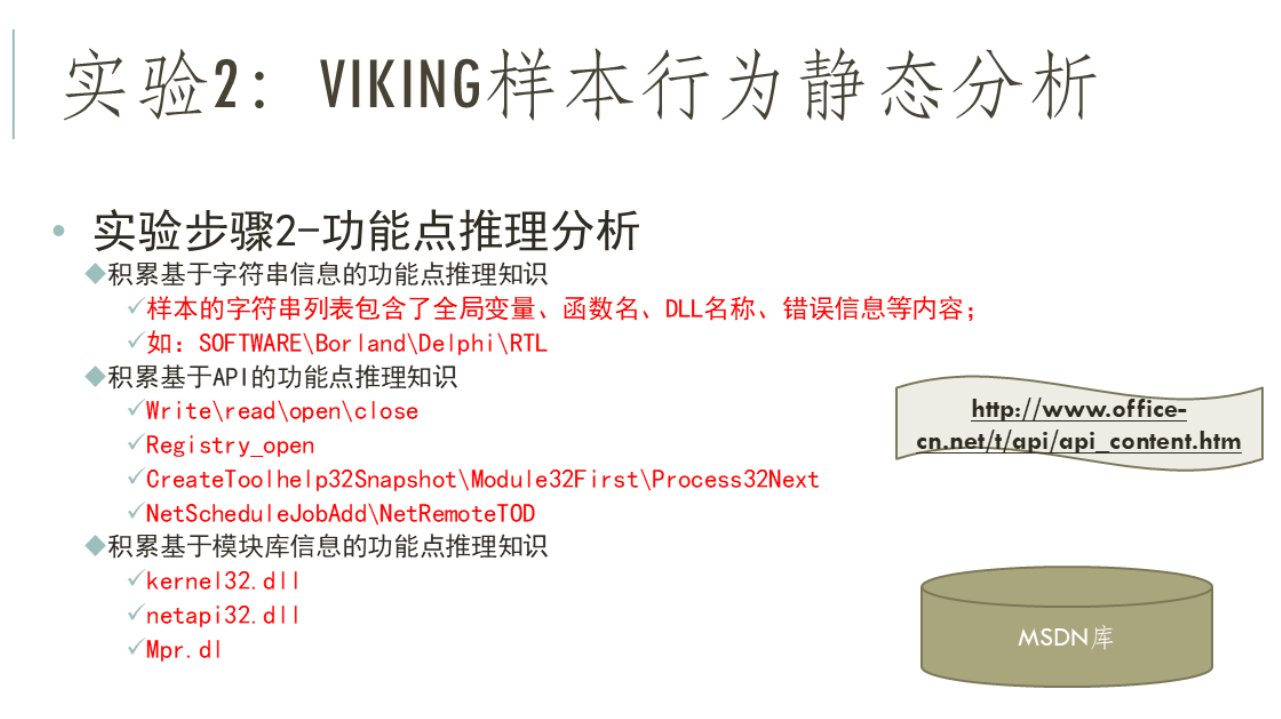 实验2：VIKING样本行为静态分析
• 实验步骤2-功能点推理分析
◆积累基于字符串信息的功能点推理知识
✓样本的字符串列表包含了全局变量、函数名、DLL名称、错误信息等内容；
✓如：SOFTWARE\Borland\Delphi\RTL
◆积累基于API的功能点推理知识
✓Write\read\open\close
✓Registry_open
✓CreateToolhelp32Snapshot\Module32First\Process32Next
✓NetScheduleJobAdd\NetRemoteTOD
◆积累基于模块库信息的功能点推理知识
✓kernel32.dll
✓netapi32.dll
✓Mpr.dl
http://www.office-
cn.net/t/api/api_content.htm
MSDN库